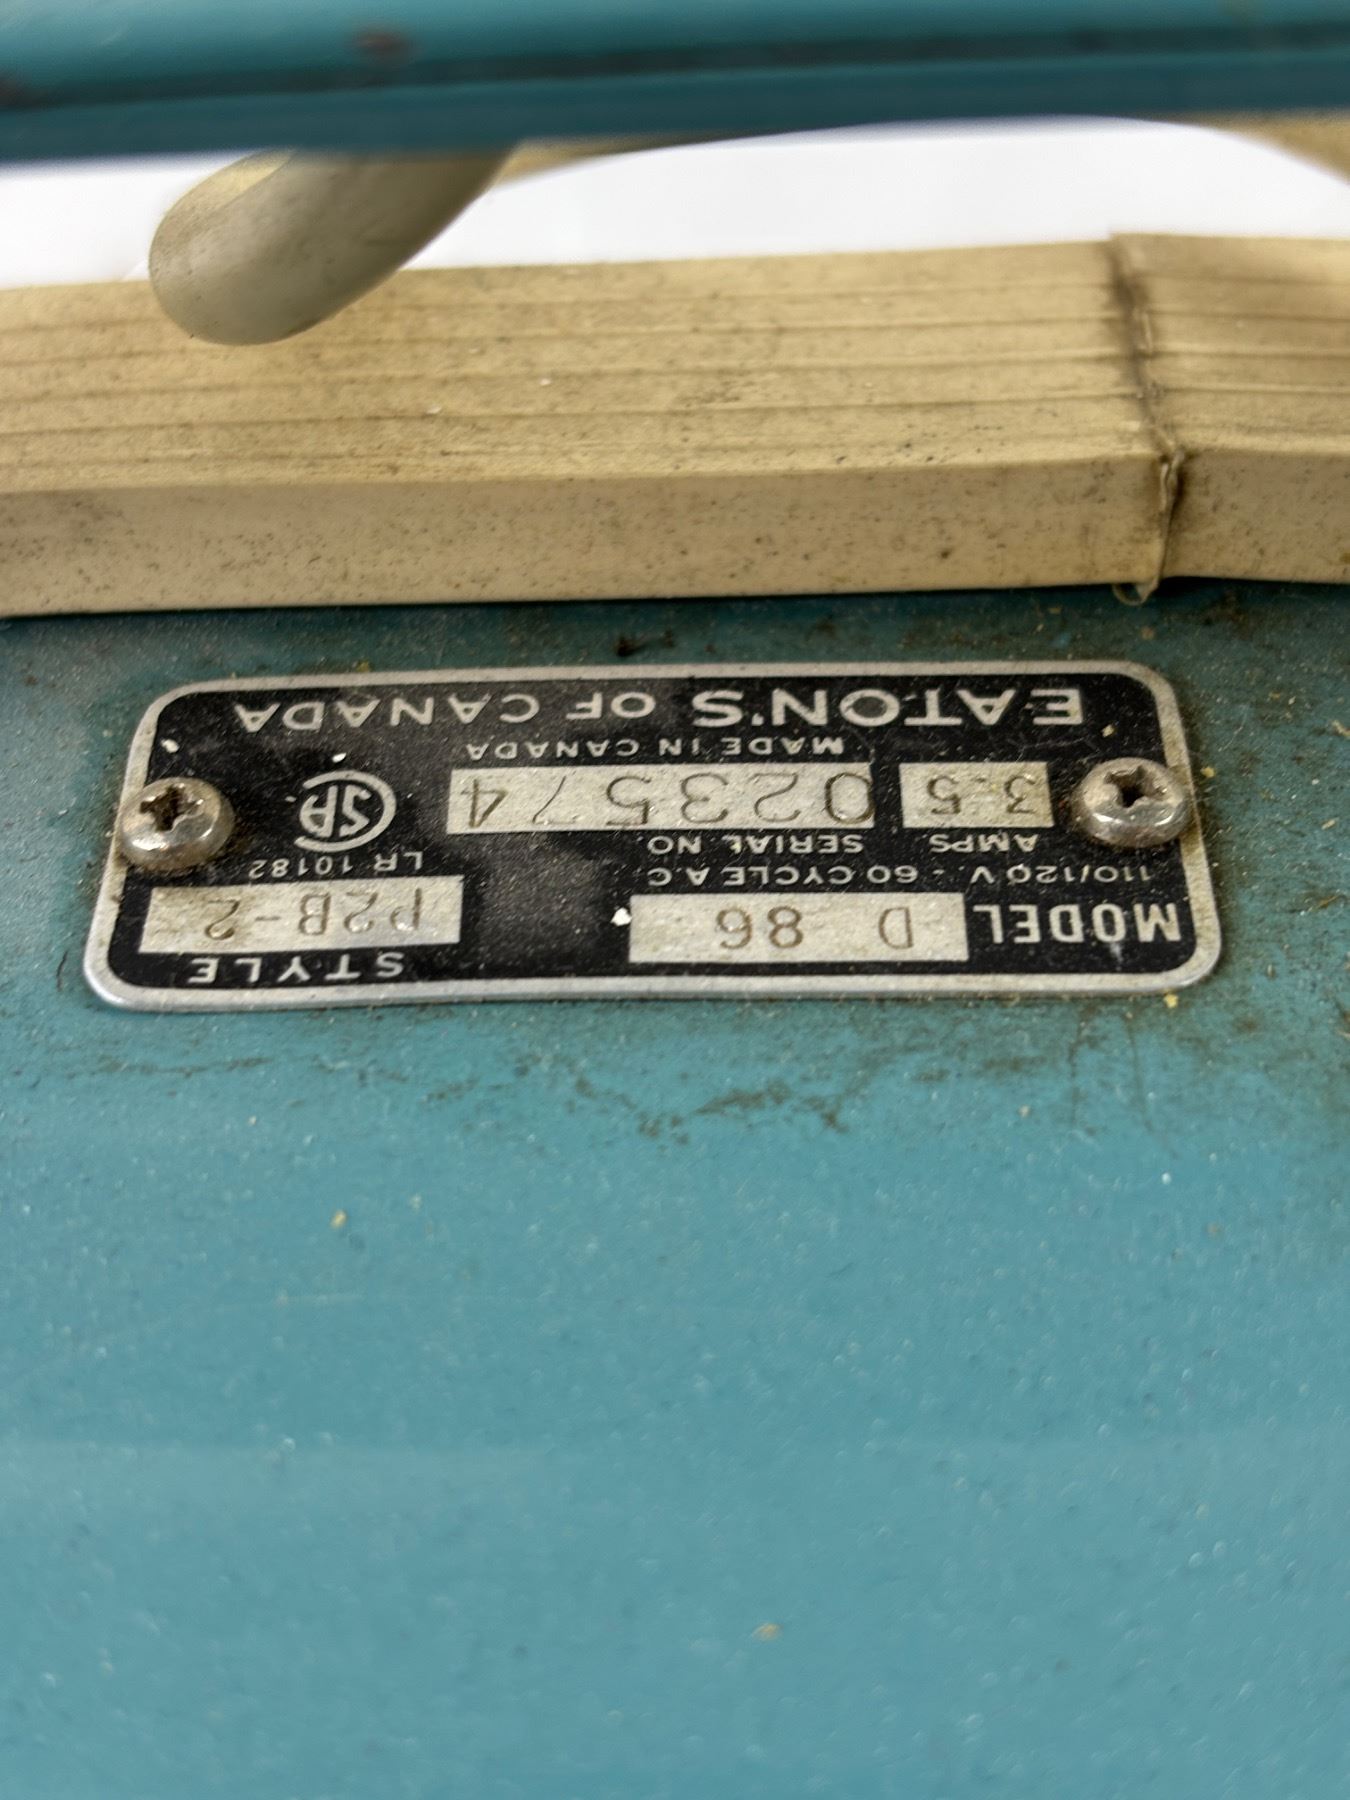 MODEL D 86 STYLE P2B-2
110/120 V. - 60 CYCLE A.C LR 10182
AMPS SERIAL NO.
3.5 023574 SA
MADE IN CANADA
EATON'S OF CANADA